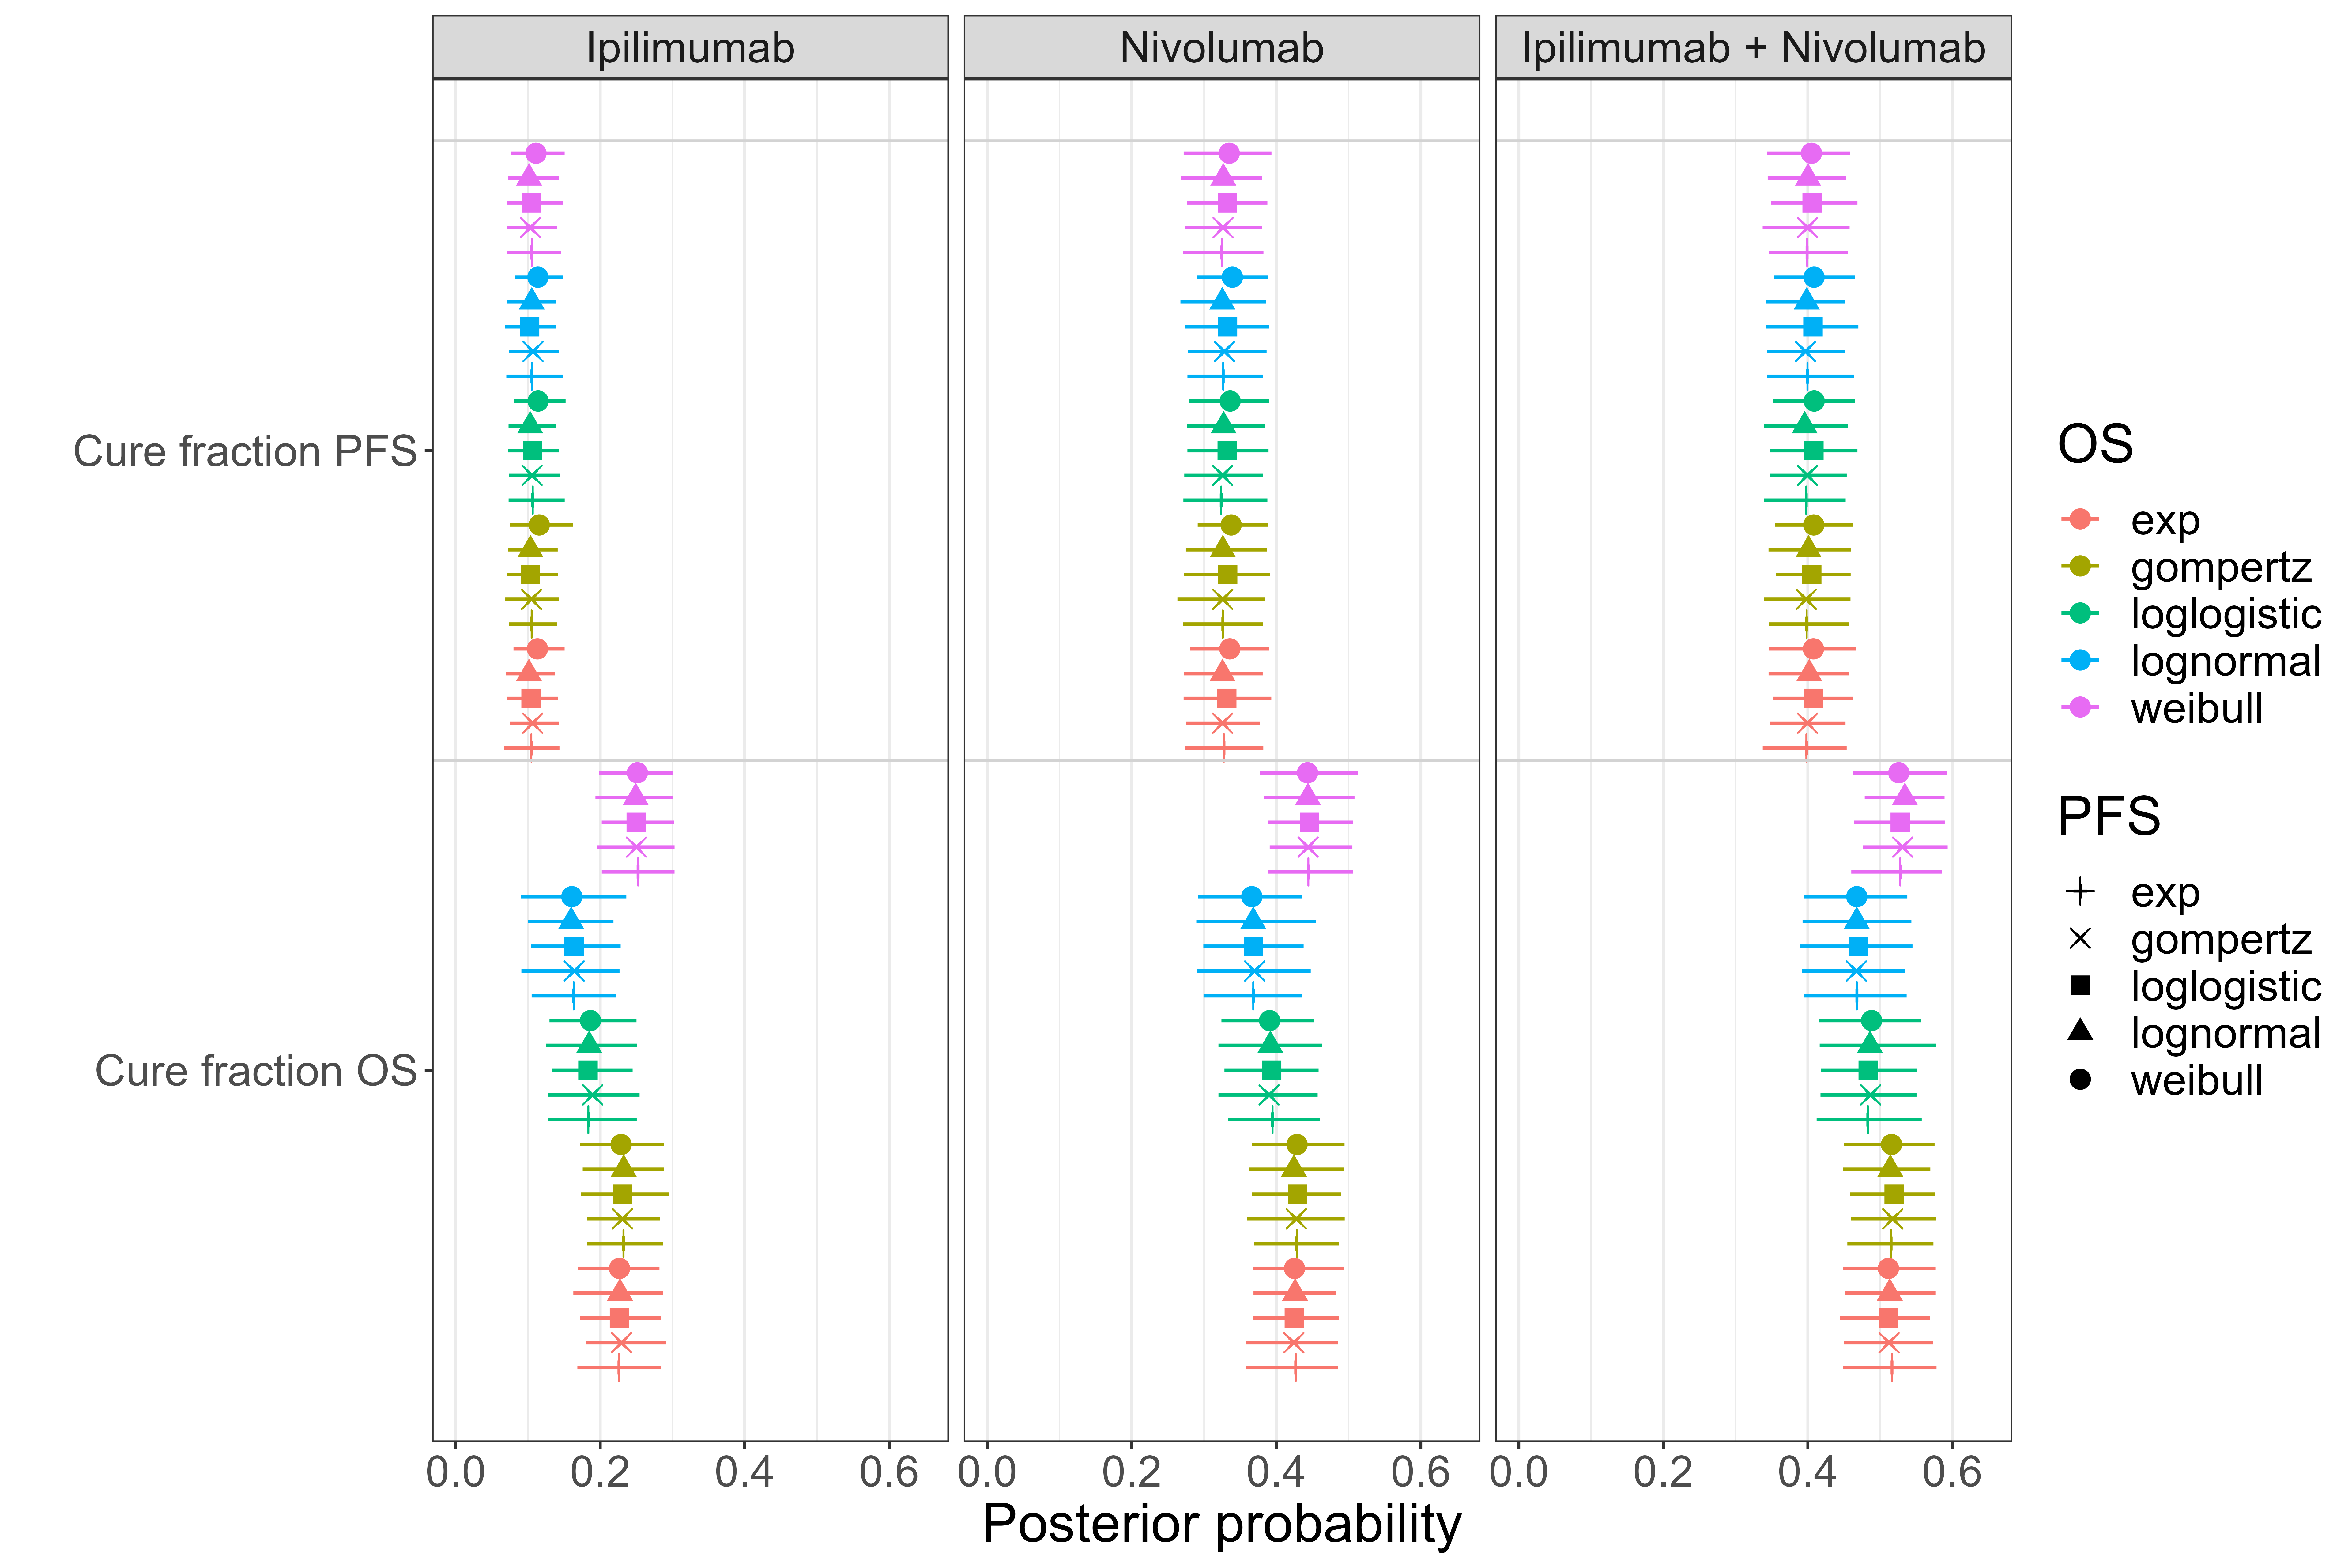 Ipilimumab
Nivolumab
Ipilimumab + Nivolumab
Cure fraction PFS
Cure fraction OS
0.0 0.2 0.4 0.6
0.0 0.2 0.4 0.6
0.0 0.2 0.4 0.6
Posterior probability
OS
exp
gompertz
loglogistic
lognormal
weibull
PFS
exp
gompertz
loglogistic
lognormal
weibull